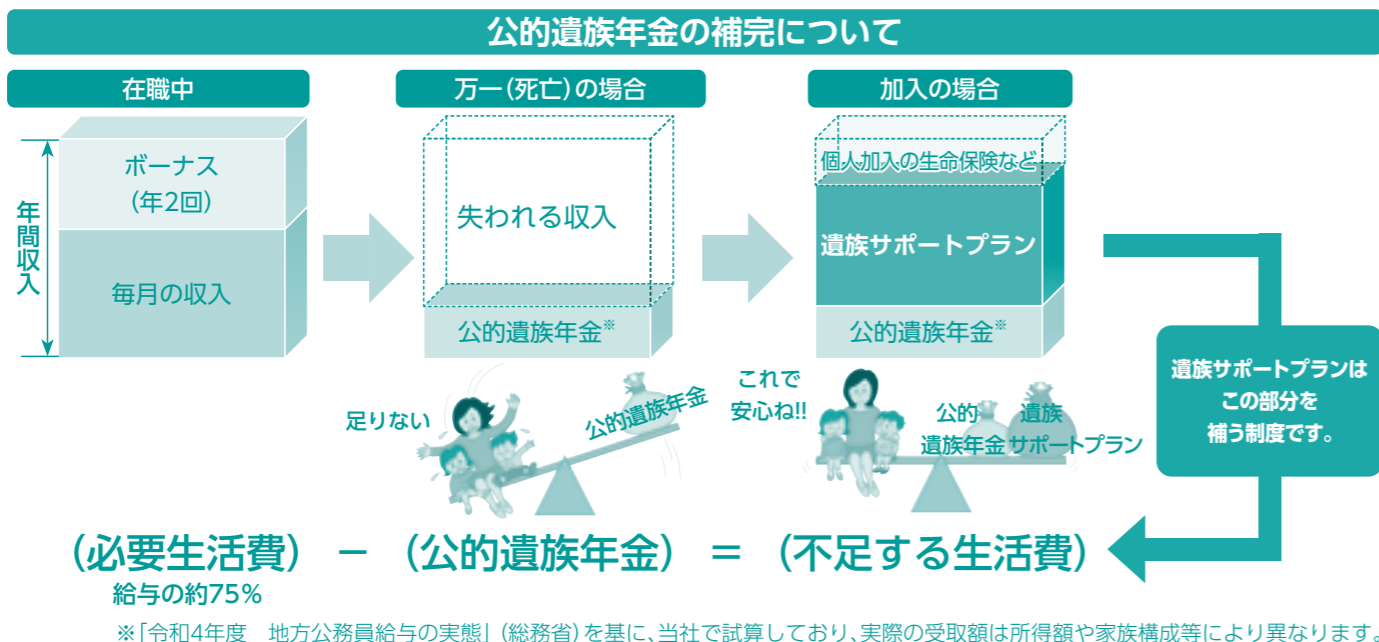 公的遺族年金の補完について
在職中
ボーナス
(年2回)
毎月の収入
年間収入
万一(死亡)の場合
失われる収入
公的遺族年金※
足りない
公的遺族年金
加入の場合
個人加入の生命保険など
遺族サポートプラン
公的遺族年金※
これで
安心ね!!
公的
遺族年金
遺族
サポートプラン
遺族サポートプランは
この部分を
補う制度です。
(必要生活費) − (公的遺族年金) = (不足する生活費)
給与の約75%
※「令和4年度 地方公務員給与の実態」(総務省)を基に、当社で試算しており、実際の受取額は所得額や家族構成等により異なります。